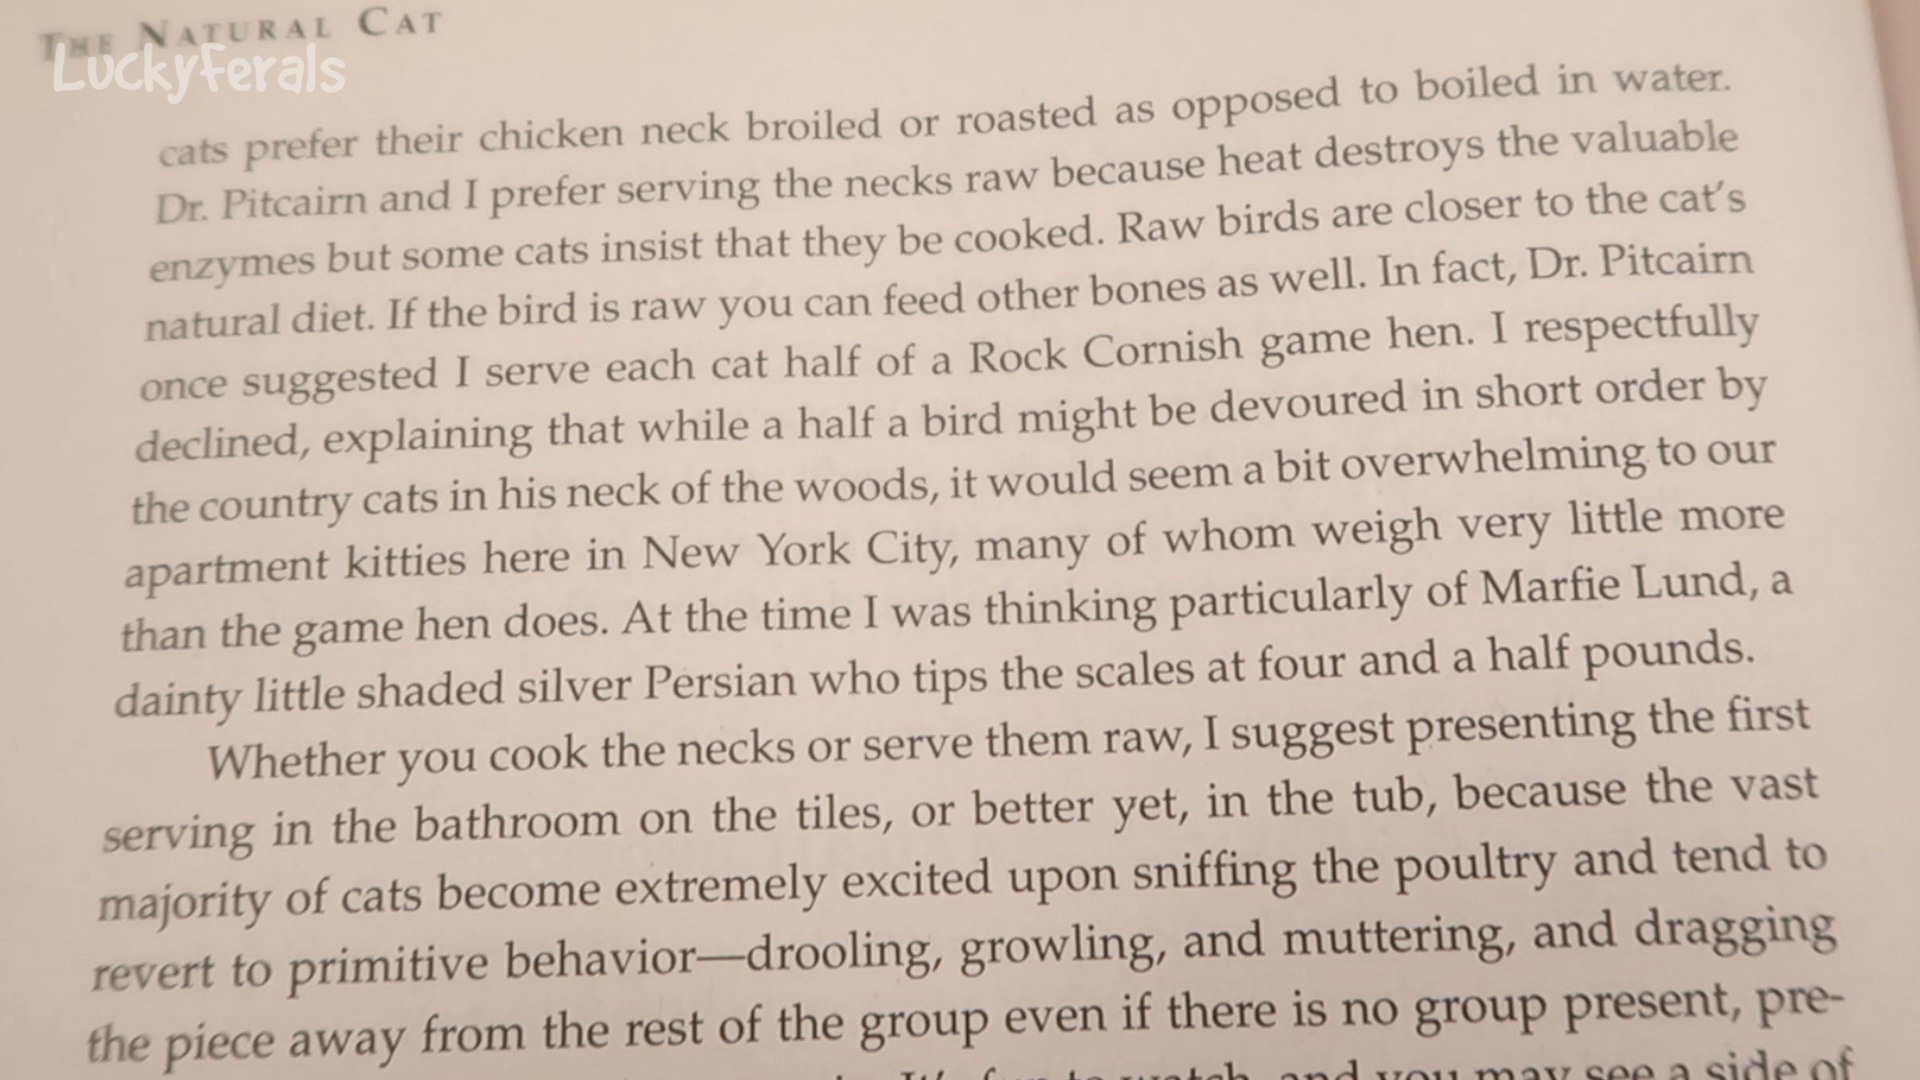 THE NATURAL CAT
LuckyFerals
cats prefer their chicken neck broiled or roasted as opposed to boiled in water.
Dr. Pitcairn and I prefer serving the necks raw because heat destroys the valuable
enzymes but some cats insist that they be cooked. Raw birds are closer to the cat's
natural diet. If the bird is raw you can feed other bones as well. In fact, Dr. Pitcairn
once suggested I serve each cat half of a Rock Cornish game hen. I respectfully
declined, explaining that while a half a bird might be devoured in short order by
the country cats in his neck of the woods, it would seem a bit overwhelming to our
apartment kitties here in New York City, many of whom weigh very little more
than the game hen does. At the time I was thinking particularly of Marfie Lund, a
dainty little shaded silver Persian who tips the scales at four and a half pounds.
Whether you cook the necks or serve them raw, I suggest presenting the first
serving in the bathroom on the tiles, or better yet, in the tub, because the vast
majority of cats become extremely excited upon sniffing the poultry and tend to
revert to primitive behavior—drooling, growling, and muttering, and dragging
the piece away from the rest of the group even if there is no group present, pre-
It's fun to watch, and you may see a side of